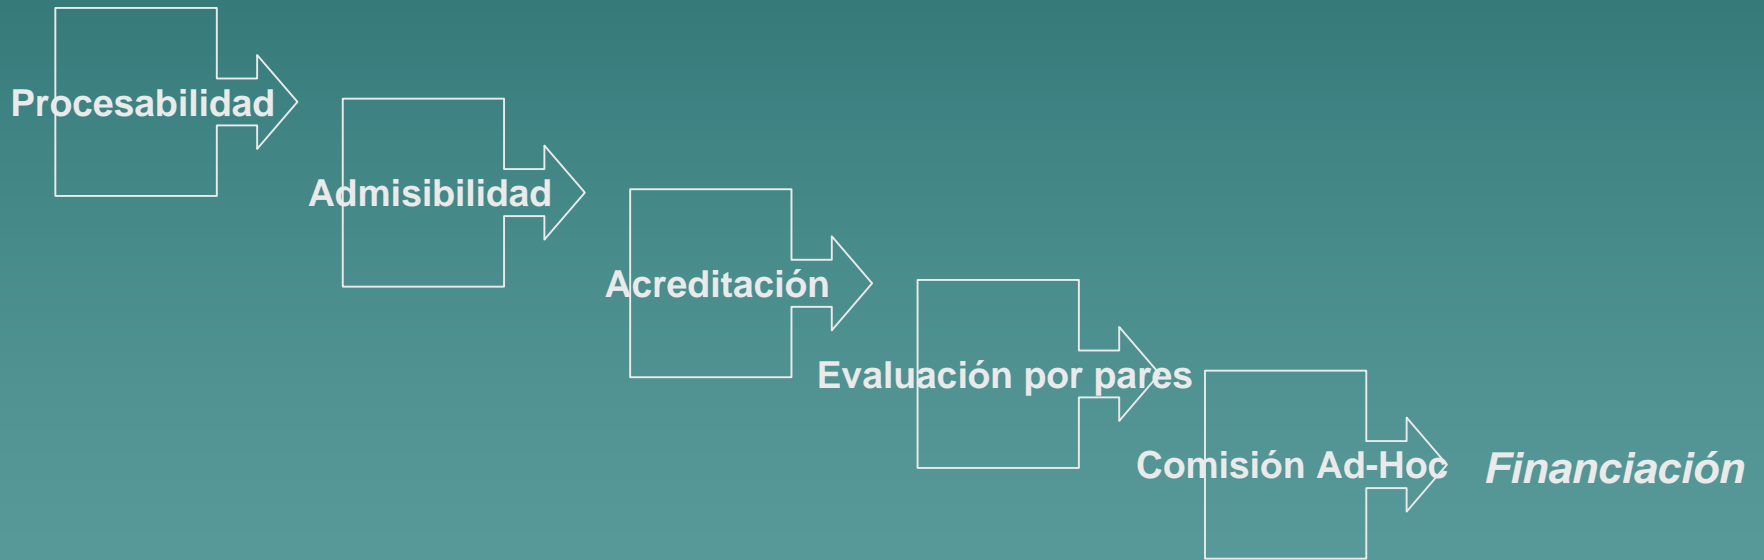 Procesabilidad
Admisibilidad
Acreditación
Evaluación por pares
Comisión Ad-Hoc
Financiación